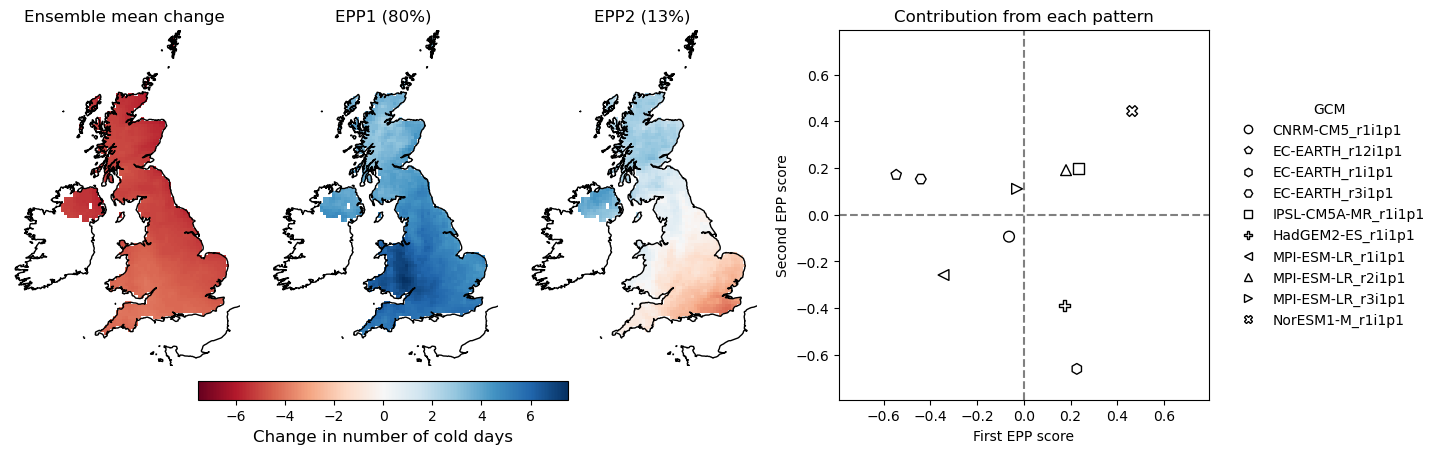 Ensemble mean change
EPP1 (80%)
EPP2 (13%)
Contribution from each pattern
−6 −4 −2 0 2 4 6
Change in number of cold days
0.6
0.4
0.2
0.0
−0.2
−0.4
−0.6
Second EPP score
−0.6 −0.4 −0.2 0.0 0.2 0.4 0.6
First EPP score
GCM
CNRM-CM5_r1i1p1
EC-EARTH_r12i1p1
EC-EARTH_r1i1p1
EC-EARTH_r3i1p1
IPSL-CM5A-MR_r1i1p1
HadGEM2-ES_r1i1p1
MPI-ESM-LR_r1i1p1
MPI-ESM-LR_r2i1p1
MPI-ESM-LR_r3i1p1
NorESM1-M_r1i1p1